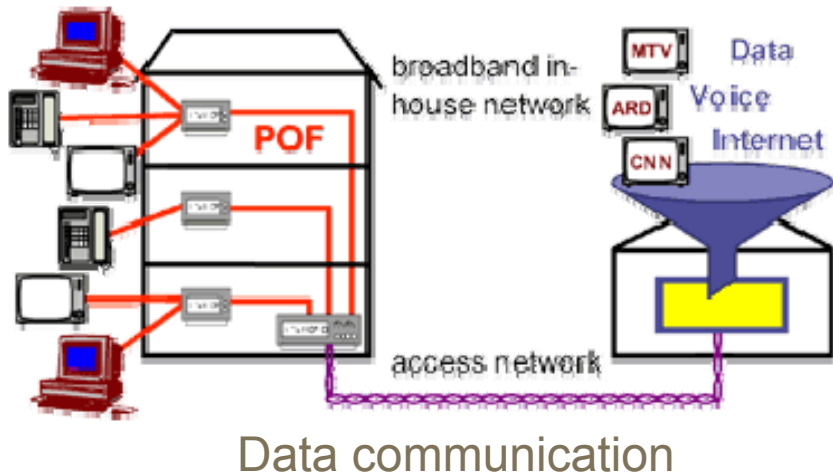 broadband in-
house network
POF
MTV
Data
ARD
Voice
CNN
Internet
access network
Data communication